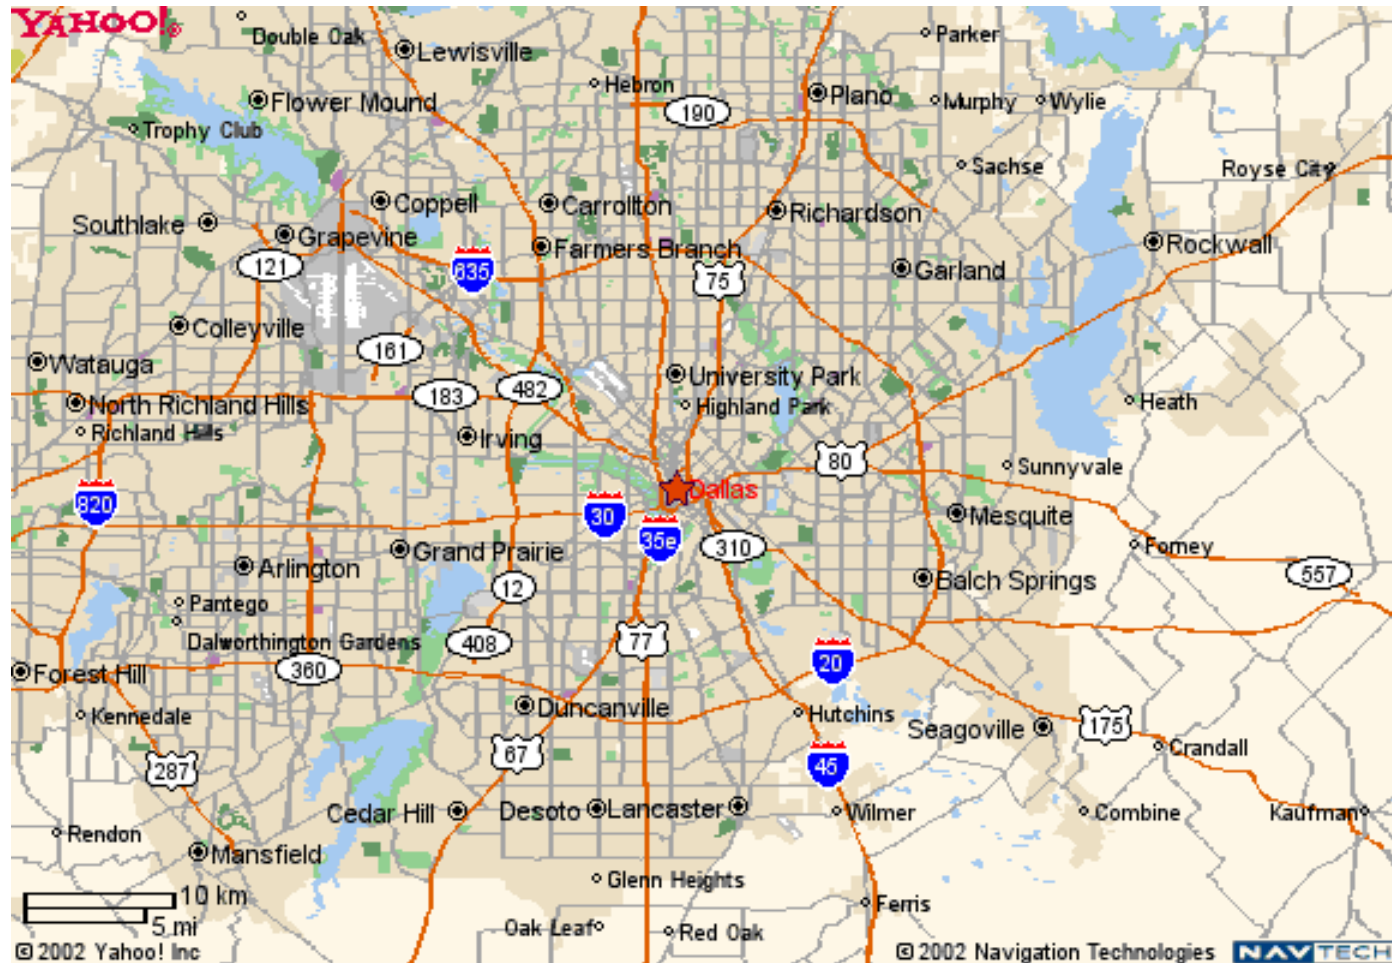 YAHOO!®
Double Oak
Lewisville
Parker
Hebron
Flower Mound
190
Plano
Murphy
Wylie
Trophy Club
Sachse
Royse City
Coppell
Carrollton
Richardson
Southlake
Grapevine
Farmers Branch
Rockwall
121
635
75
Garland
Colleyville
161
Watauga
183
482
University Park
North Richland Hills
Highland Park
Heath
Richland Hills
Irving
80
Sunnyvale
820
Dallas
30
35e
310
Mesquite
Forney
Arlington
Grand Prairie
557
12
Balch Springs
Pantego
Dalworthington Gardens
408
77
20
Forest Hill
360
Kennedale
Duncanville
Hutchins
Seagoville
175
Crandall
287
67
45
Cedar Hill
Desoto
Lancaster
Wilmer
Combine
Kaufman
Rendon
Mansfield
Glenn Heights
10 km
5 mi
Ferris
Oak Leaf
Red Oak
© 2002 Yahoo! Inc
© 2002 Navigation Technologies
NAVTECH